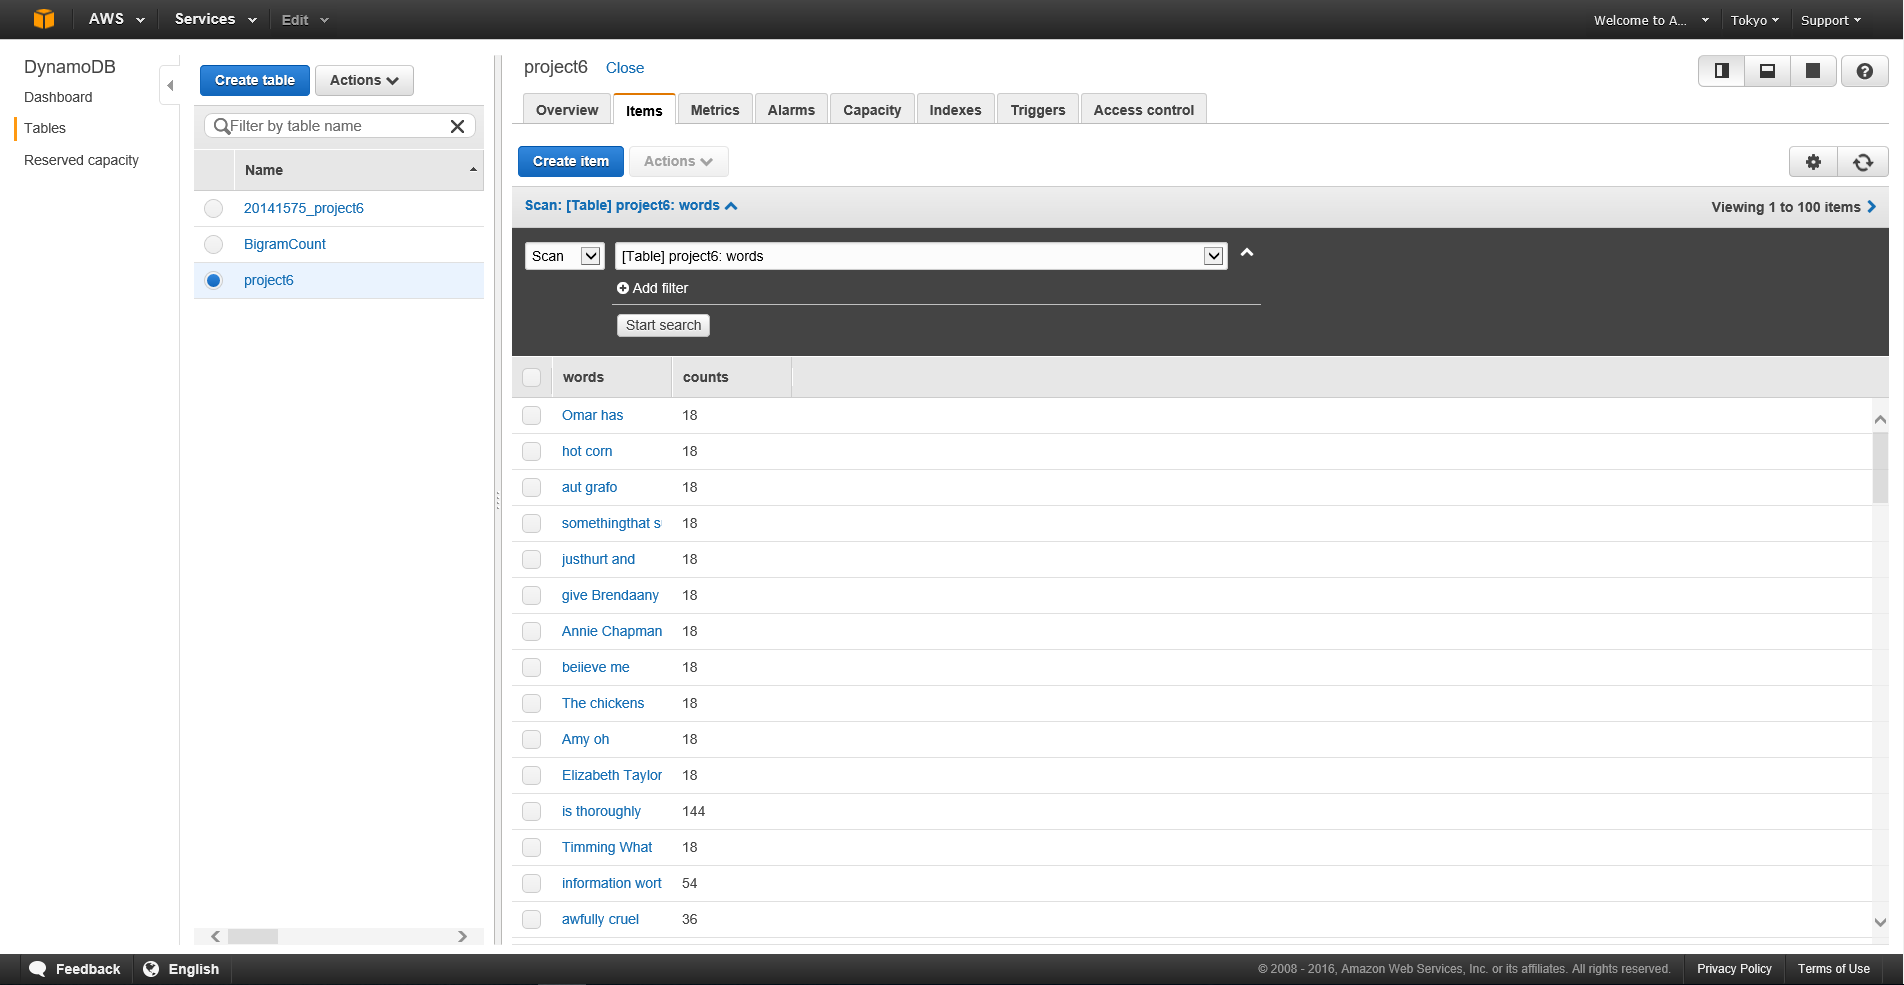 AWS Services Edit Welcome to A... Tokyo Support
DynamoDB
Dashboard
Tables
Reserved capacity
Create table Actions
Filter by table name
Name
20141575_project6
BigramCount
project6
project6 Close
Overview Items Metrics Alarms Capacity Indexes Triggers Access control
Create item Actions
Scan: [Table] project6: words Viewing 1 to 100 items
Scan [Table] project6: words
Add filter
Start search
words counts
Omar has 18
hot corn 18
aut grafo 18
somethingthat s 18
justhurt and 18
give Brendaany 18
Annie Chapman 18
beiieve me 18
The chickens 18
Amy oh 18
Elizabeth Taylor 18
is thoroughly 144
Timming What 18
information wort 54
awfully cruel 36
Feedback English © 2008 - 2016, Amazon Web Services, Inc. or its affiliates. All rights reserved. Privacy Policy Terms of Use